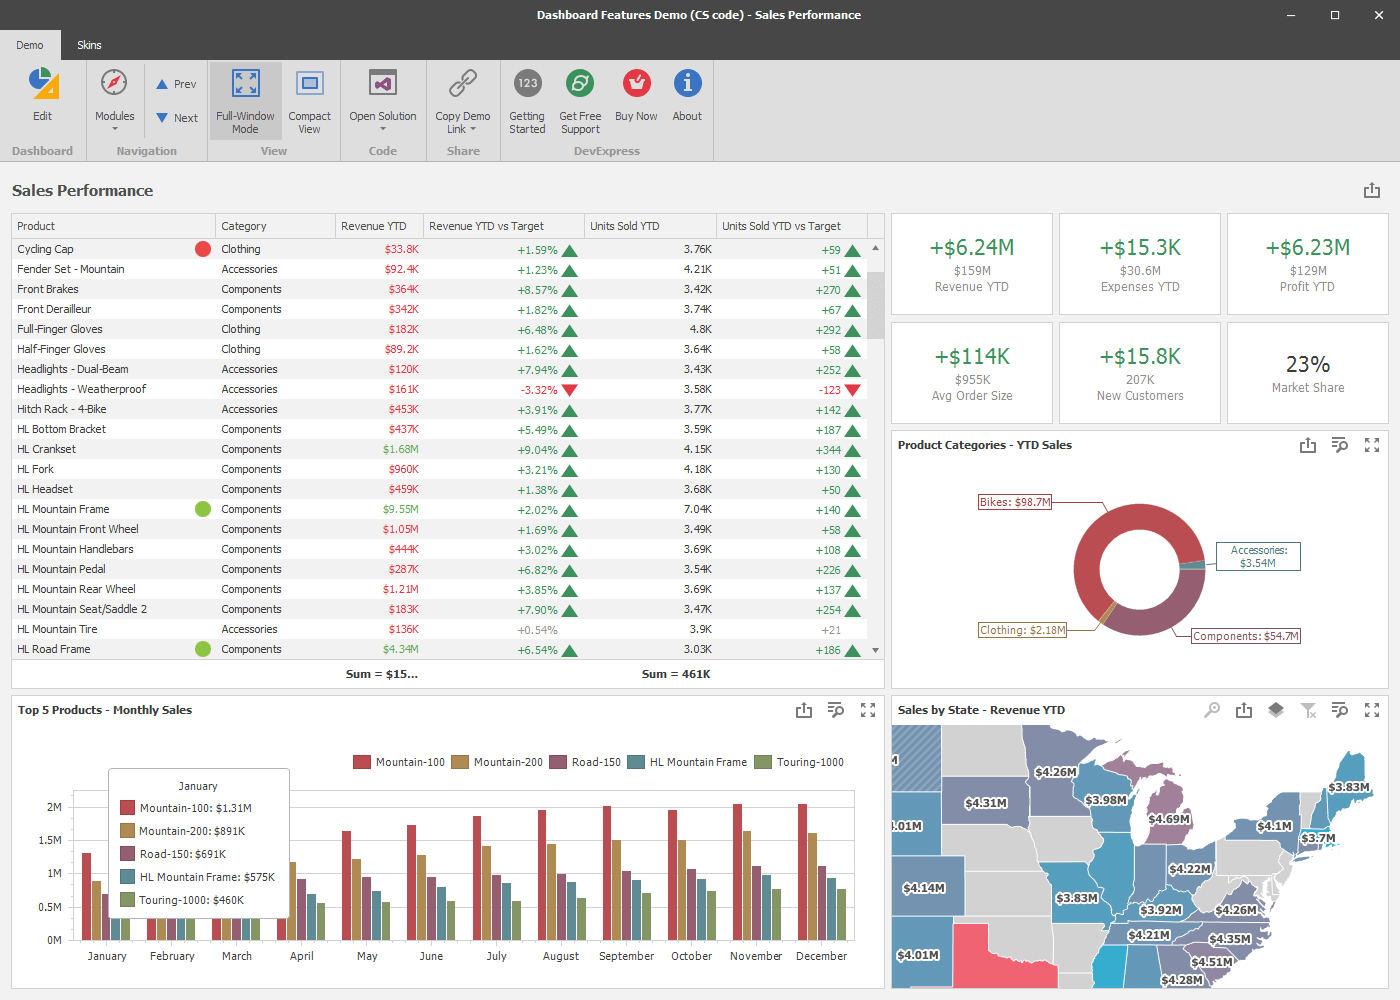 Dashboard Features Demo (CS code) - Sales Performance
Demo Skins
Edit
Modules
Prev
Next
Full-Window Mode
Compact View
Open Solution
Copy Demo Link
123
Getting Started
Get Free Support
Buy Now
About
Dashboard Navigation View Code Share DevExpress
Sales Performance
Product Category Revenue YTD Revenue YTD vs Target Units Sold YTD Units Sold YTD vs Target
Cycling Cap Clothing $33.8K +1.59% 3.76K +59
Fender Set - Mountain Accessories $92.4K +1.23% 4.21K +51
Front Brakes Components $364K +8.57% 3.42K +270
Front Derailleur Components $342K +1.82% 3.74K +67
Full-Finger Gloves Clothing $182K +6.48% 4.8K +292
Half-Finger Gloves Clothing $89.2K +1.62% 3.64K +58
Headlights - Dual-Beam Accessories $120K +7.94% 3.43K +252
Headlights - Weatherproof Accessories $161K -3.32% 3.58K -123
Hitch Rack - 4-Bike Accessories $453K +3.91% 3.77K +142
HL Bottom Bracket Components $437K +5.49% 3.59K +187
HL Crankset Components $1.68M +9.04% 4.15K +344
HL Fork Components $960K +3.21% 4.18K +130
HL Headset Components $459K +1.38% 3.68K +50
HL Mountain Frame Components $9.55M +2.02% 7.04K +140
HL Mountain Front Wheel Components $1.05M +1.69% 3.49K +58
HL Mountain Handlebars Components $444K +3.02% 3.69K +108
HL Mountain Pedal Components $287K +6.82% 3.54K +226
HL Mountain Rear Wheel Components $1.21M +3.85% 3.69K +137
HL Mountain Seat/Saddle 2 Components $183K +7.90% 3.47K +254
HL Mountain Tire Accessories $136K +0.54% 3.9K +21
HL Road Frame Components $4.34M +6.54% 3.03K +186
Sum = $15... Sum = 461K
+$6.24M
$159M
Revenue YTD
+$15.3K
$30.6M
Expenses YTD
+$6.23M
$129M
Profit YTD
+$114K
$955K
Avg Order Size
+$15.8K
207K
New Customers
23%
Market Share
Product Categories - YTD Sales
Bikes: $98.7M
Accessories: $3.54M
Clothing: $2.18M
Components: $54.7M
Top 5 Products - Monthly Sales
Mountain-100 Mountain-200 Road-150 HL Mountain Frame Touring-1000
January
Mountain-100: $1.31M
Mountain-200: $891K
Road-150: $691K
HL Mountain Frame: $575K
Touring-1000: $460K
2M
1.5M
1M
0.5M
0M
January February March April May June July August September October November December
Sales by State - Revenue YTD
M
$4.26M
$3.83M
$4.31M
$3.98M
$4.69M
.01M
$4.1M
$3.7M
$4.14M
$4.22M
$3.83M
$3.92M
$4.26M
$4.21M
$4.35M
$4.01M
$4.51M
$4.28M